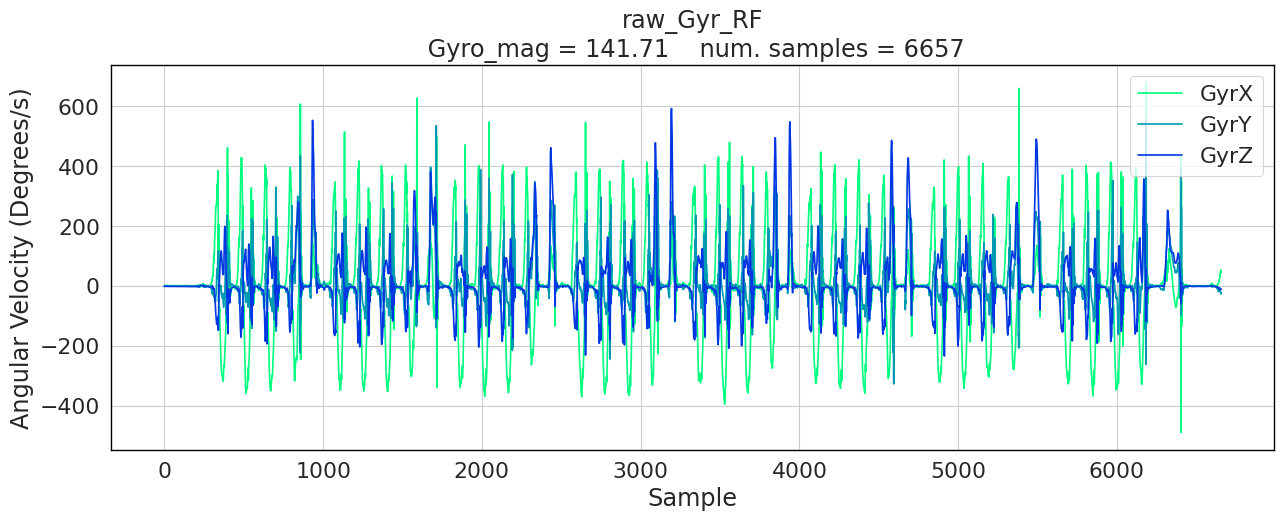 raw_Gyr_RF
Gyro_mag = 141.71    num. samples = 6657
Angular Velocity (Degrees/s)
600
400
200
0
−200
−400
GyrX
GyrY
GyrZ
0
1000
2000
3000
4000
5000
6000
Sample